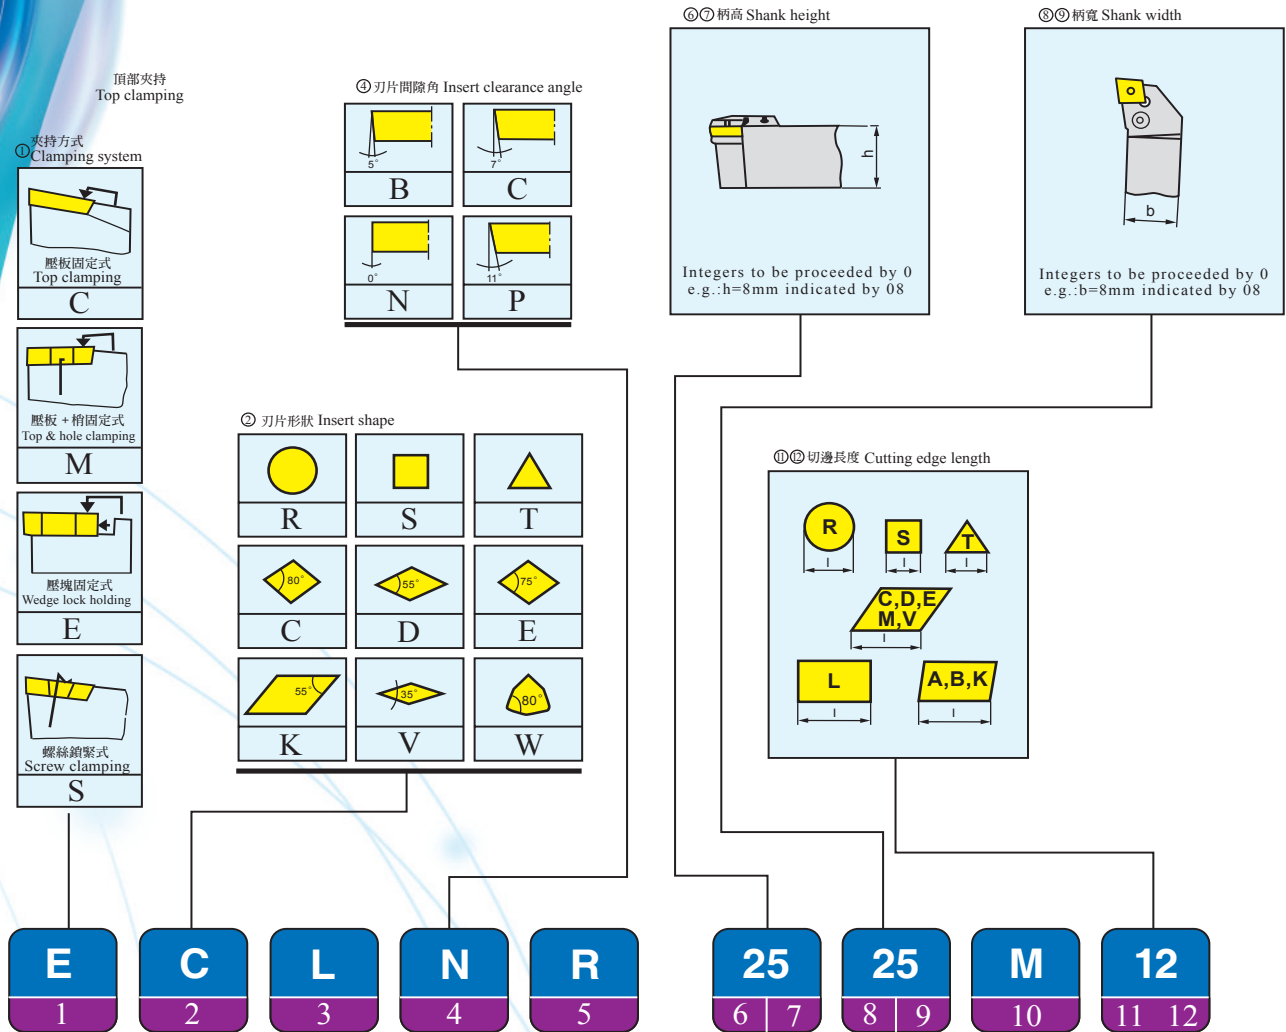 頂部夾持
Top clamping
①夾持方式
Clamping system
壓板固定式
Top clamping
C
壓板 + 梢固定式
Top & hole clamping
M
壓塊固定式
Wedge lock holding
E
螺絲鎖緊式
Screw clamping
S
④刃片間隙角 Insert clearance angle
5°
B
7°
C
0°
N
11°
P
② 刃片形狀 Insert shape
R
S
T
80°
C
55°
D
75°
E
55°
K
35°
V
80°
W
⑥⑦柄高 Shank height
h
Integers to be proceeded by 0
e.g.:h=8mm indicated by 08
⑧⑨柄寬 Shank width
b
Integers to be proceeded by 0
e.g.:b=8mm indicated by 08
⑪⑫切邊長度 Cutting edge length
R
l
S
l
T
l
C,D,E
M,V
l
L
l
A,B,K
l
E C L N R 25 25 M 12
1 2 3 4 5 6 7 8 9 10 11 12